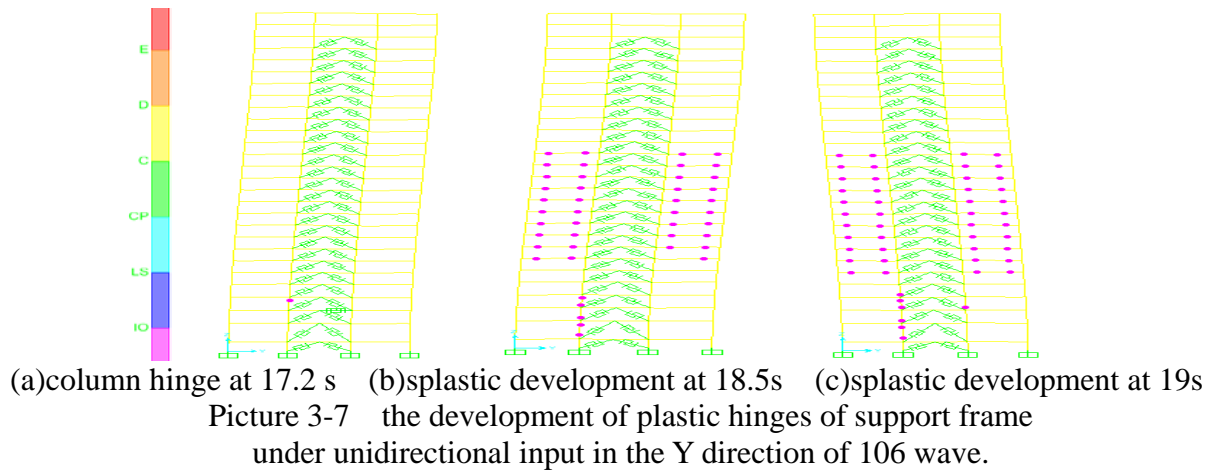 E
D
C
CP
LS
IO
Z
Y
Z
Y
Z
Y
(a)column hinge at 17.2 s (b)splastic development at 18.5s (c)splastic development at 19s
Picture 3-7 the development of plastic hinges of support frame
under unidirectional input in the Y direction of 106 wave.